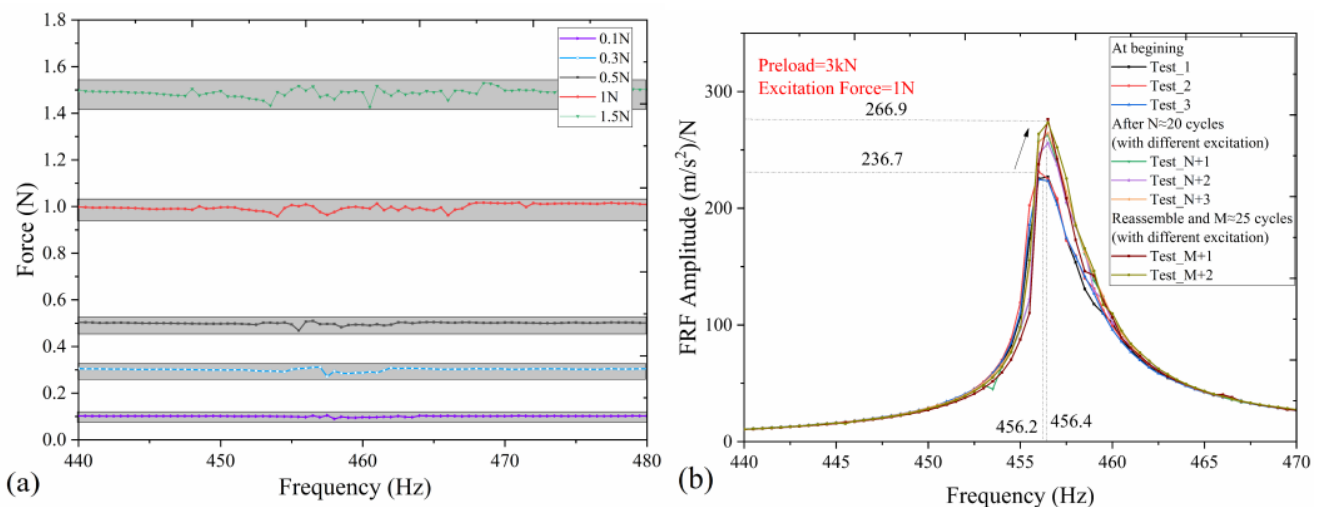 1.8
1.6
1.4
1.2
1.0
0.8
0.6
0.4
0.2
0.0
Force (N)
0.1N
0.3N
0.5N
1N
1.5N
440
450
460
470
480
Frequency (Hz)
(a)
300
200
100
0
FRF Amplitude (m/s²)/N
Preload=3kN
Excitation Force=1N
266.9
236.7
456.2
456.4
At begining
Test_1
Test_2
Test_3
After N≈20 cycles
(with different excitation)
Test_N+1
Test_N+2
Test_N+3
Reassemble and M≈25 cycles
(with different excitation)
Test_M+1
Test_M+2
440
450
455
460
465
470
Frequency (Hz)
(b)